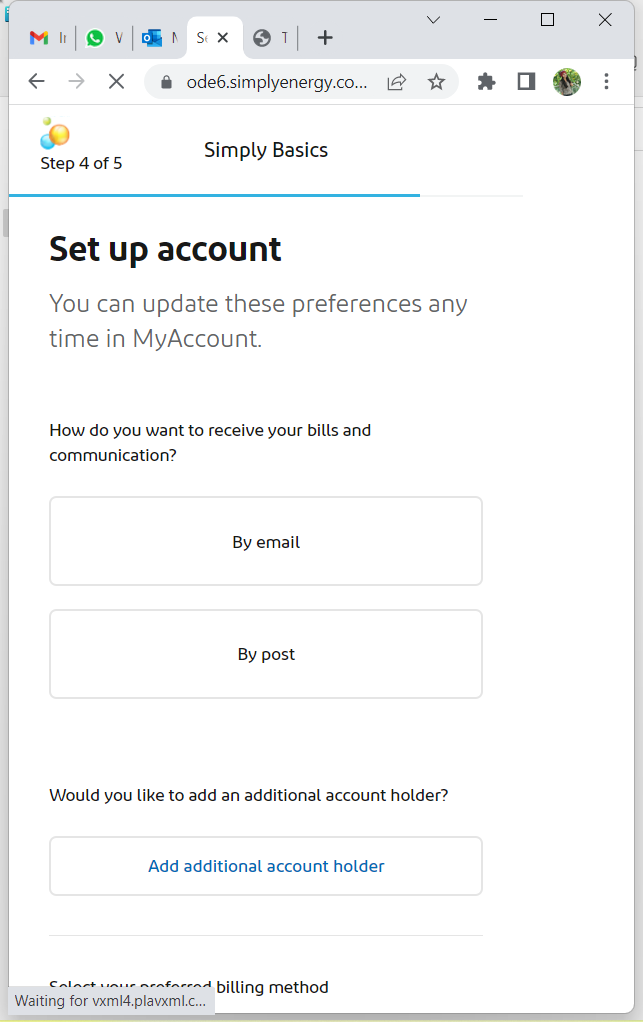 ode6.simplyenergy.co...
Step 4 of 5
Simply Basics
Set up account
You can update these preferences any
time in MyAccount.
How do you want to receive your bills and
communication?
By email
By post
Would you like to add an additional account holder?
Add additional account holder
Select your preferred billing method
Waiting for vxml4.plavxml.c...